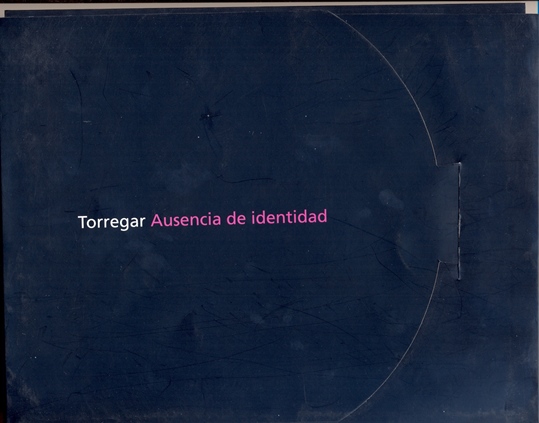 Torregar Ausencia de identidad